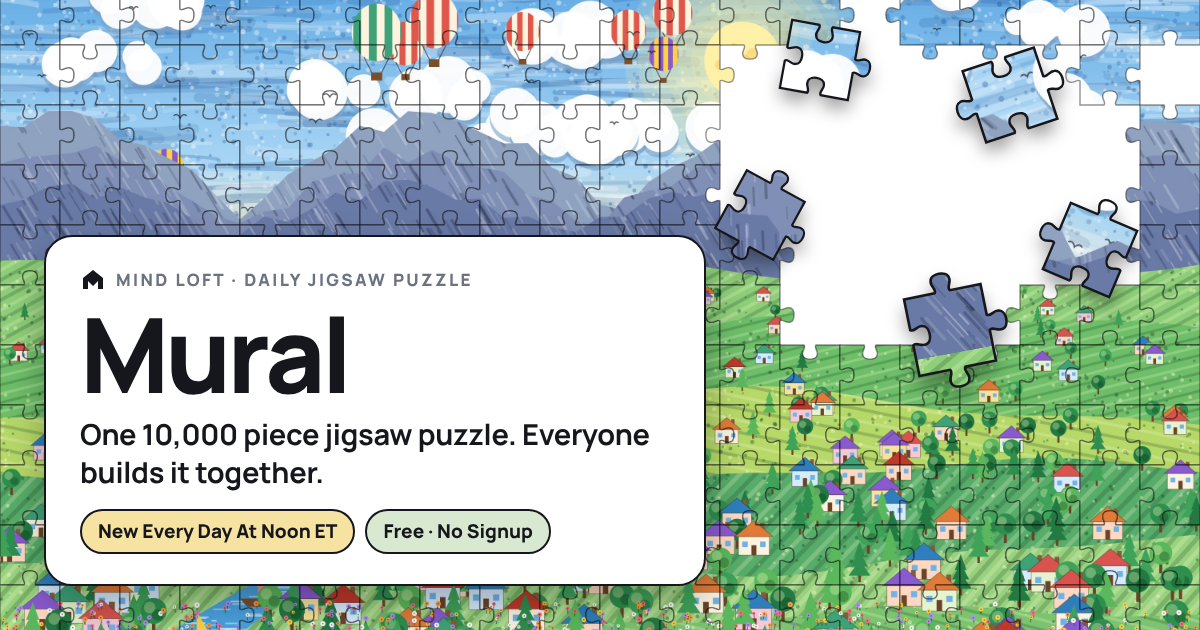 MIND LOFT · DAILY JIGSAW PUZZLE
Mural
One 10,000 piece jigsaw puzzle. Everyone
builds it together.
New Every Day At Noon ET
Free · No Signup